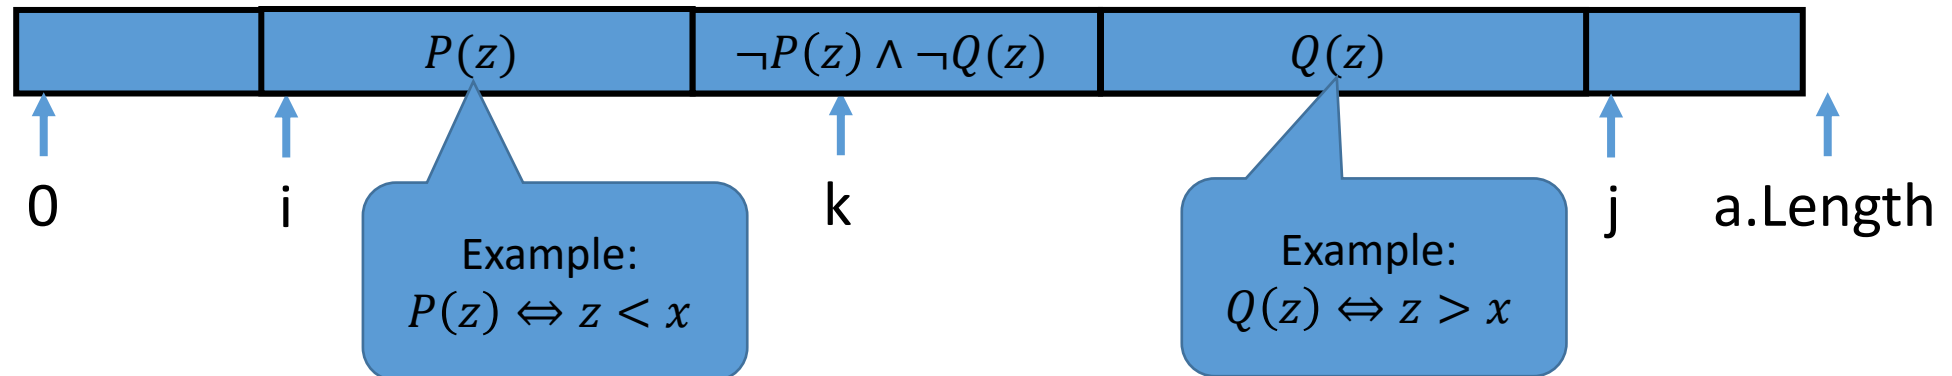 P(z) ¬P(z) ∧ ¬Q(z) Q(z)
0 i k j a.Length
Example:
P(z) ⇔ z < x
Example:
Q(z) ⇔ z > x